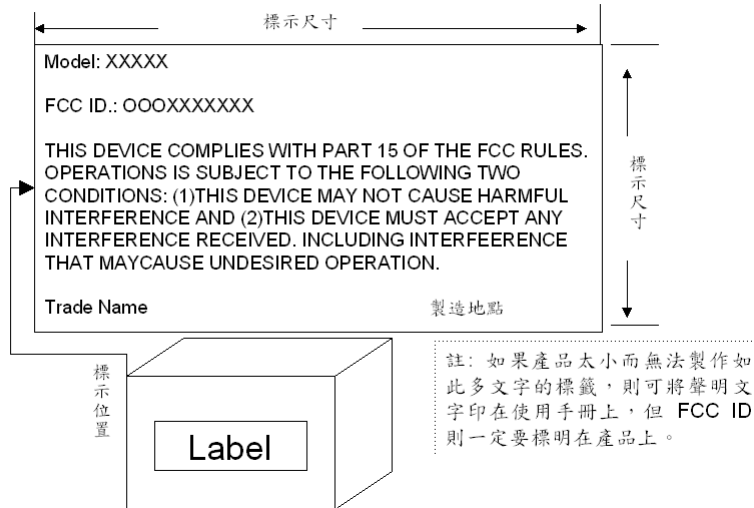 標示尺寸
Model: XXXXX
FCC ID.: OOOXXXXXXX
THIS DEVICE COMPLIES WITH PART 15 OF THE FCC RULES.
OPERATIONS IS SUBJECT TO THE FOLLOWING TWO
CONDITIONS: (1)THIS DEVICE MAY NOT CAUSE HARMFUL
INTERFERENCE AND (2)THIS DEVICE MUST ACCEPT ANY
INTERFERENCE RECEIVED. INCLUDING INTERFEERENCE
THAT MAYCAUSE UNDESIRED OPERATION.
Trade Name 製造地點
標示尺寸
標示位置
Label
註: 如果產品太小而無法製作如
此多文字的標籤，則可將聲明文
字印在使用手冊上，但 FCC ID
則一定要標明在產品上。